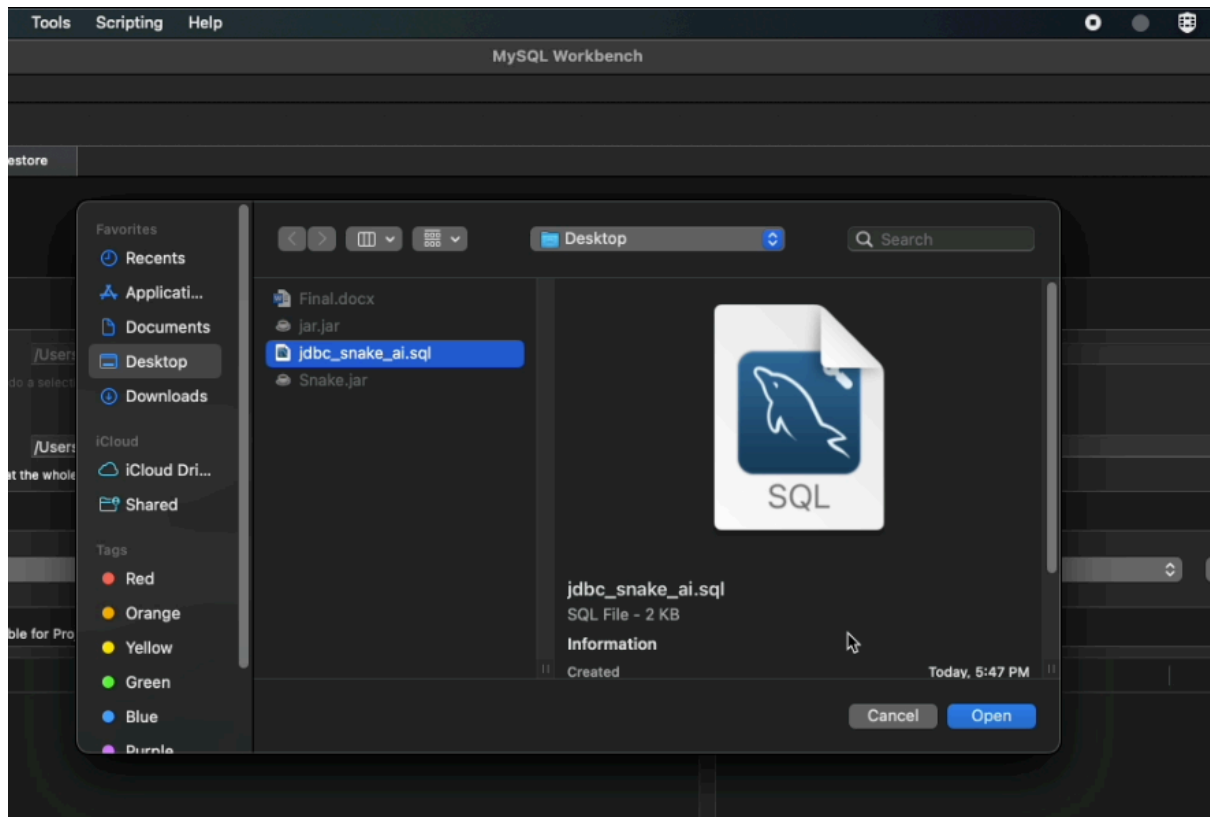 Tools Scripting Help
MySQL Workbench
estore
Favorites
Recents
Applicati...
Documents
Desktop
Downloads
iCloud
iCloud Dri...
Shared
Tags
Red
Orange
Yellow
Green
Blue
Purple
Desktop
Search
Final.docx
jar.jar
jdbc_snake_ai.sql
Snake.jar
SQL
jdbc_snake_ai.sql
SQL File - 2 KB
Information
Created Today, 5:47 PM
Cancel Open
/Users
do a select
/Users
at the whole
ble for Pro